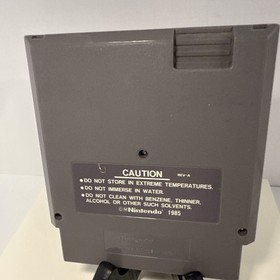 CAUTION REV-A
•DO NOT STORE IN EXTREME TEMPERATURES.
•DO NOT IMMERSE IN WATER.
•DO NOT CLEAN WITH BENZENE, THINNER,
ALCOHOL OR OTHER SUCH SOLVENTS.
©®Nintendo 1985